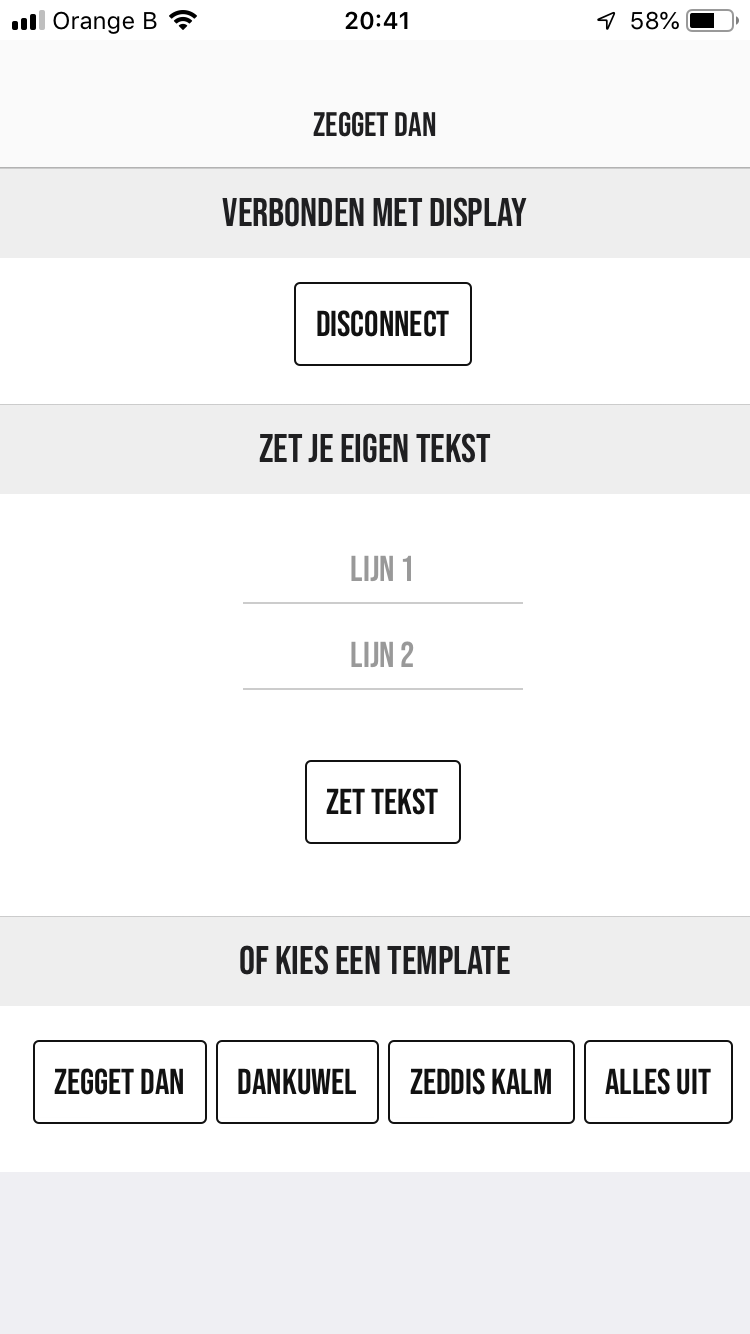 Orange B 20:41 58%
ZEGGET DAN
VERBONDEN MET DISPLAY
DISCONNECT
ZET JE EIGEN TEKST
LIJN 1
LIJN 2
ZET TEKST
OF KIES EEN TEMPLATE
ZEGGET DAN DANKUWEL ZEDDIS KALM ALLES UIT